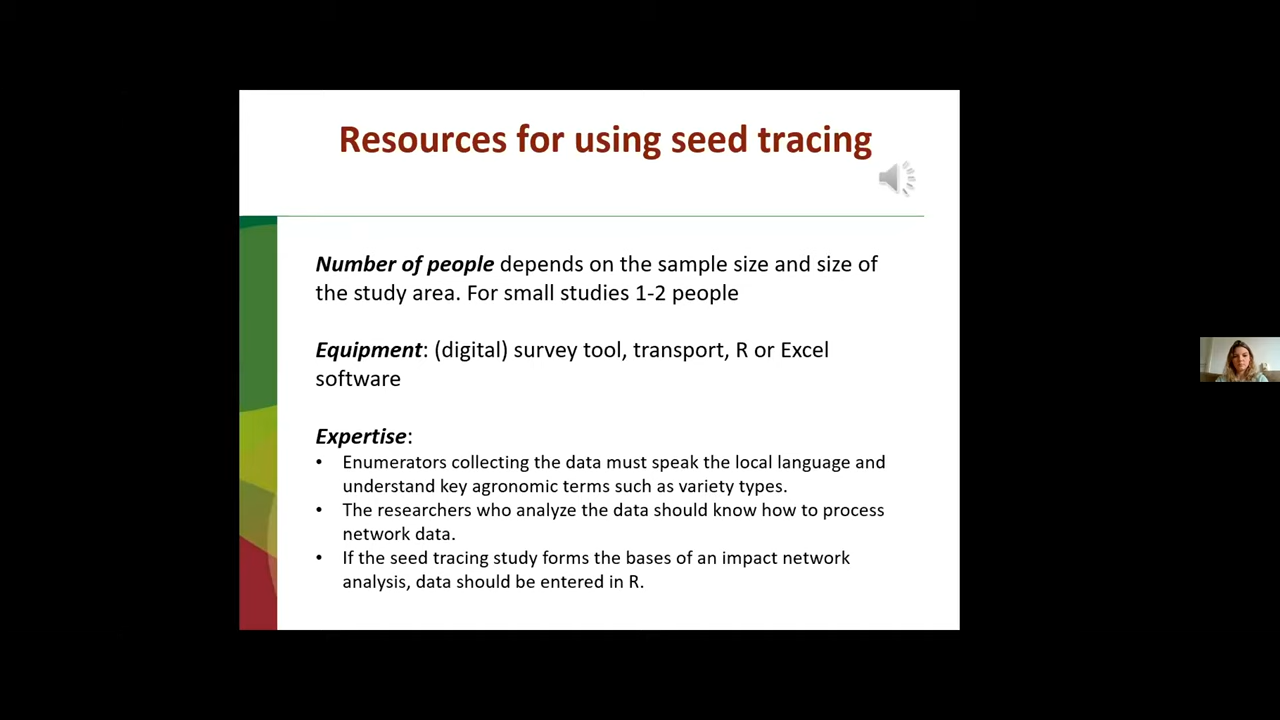 Resources for using seed tracing
Number of people depends on the sample size and size of
the study area. For small studies 1-2 people
Equipment: (digital) survey tool, transport, R or Excel
software
Expertise:
• Enumerators collecting the data must speak the local language and
understand key agronomic terms such as variety types.
• The researchers who analyze the data should know how to process
network data.
• If the seed tracing study forms the bases of an impact network
analysis, data should be entered in R.